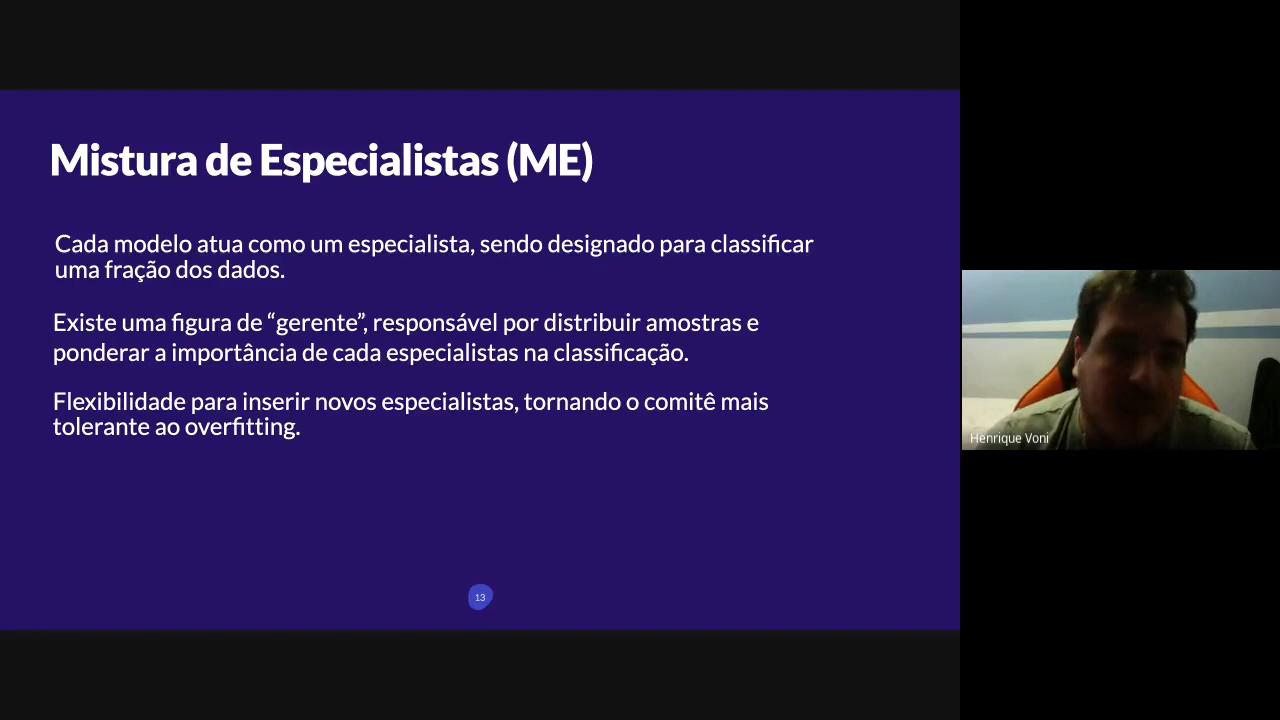 Mistura de Especialistas (ME)
Cada modelo atua como um especialista, sendo designado para classificar
uma fração dos dados.
Existe uma figura de “gerente”, responsável por distribuir amostras e
ponderar a importância de cada especialistas na classificação.
Flexibilidade para inserir novos especialistas, tornando o comitê mais
tolerante ao overfitting.
13
Henrique Voni